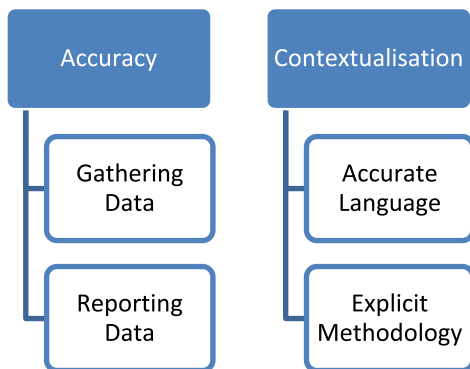 Accuracy
Gathering
Data
Reporting
Data
Contextualisation
Accurate
Language
Explicit
Methodology